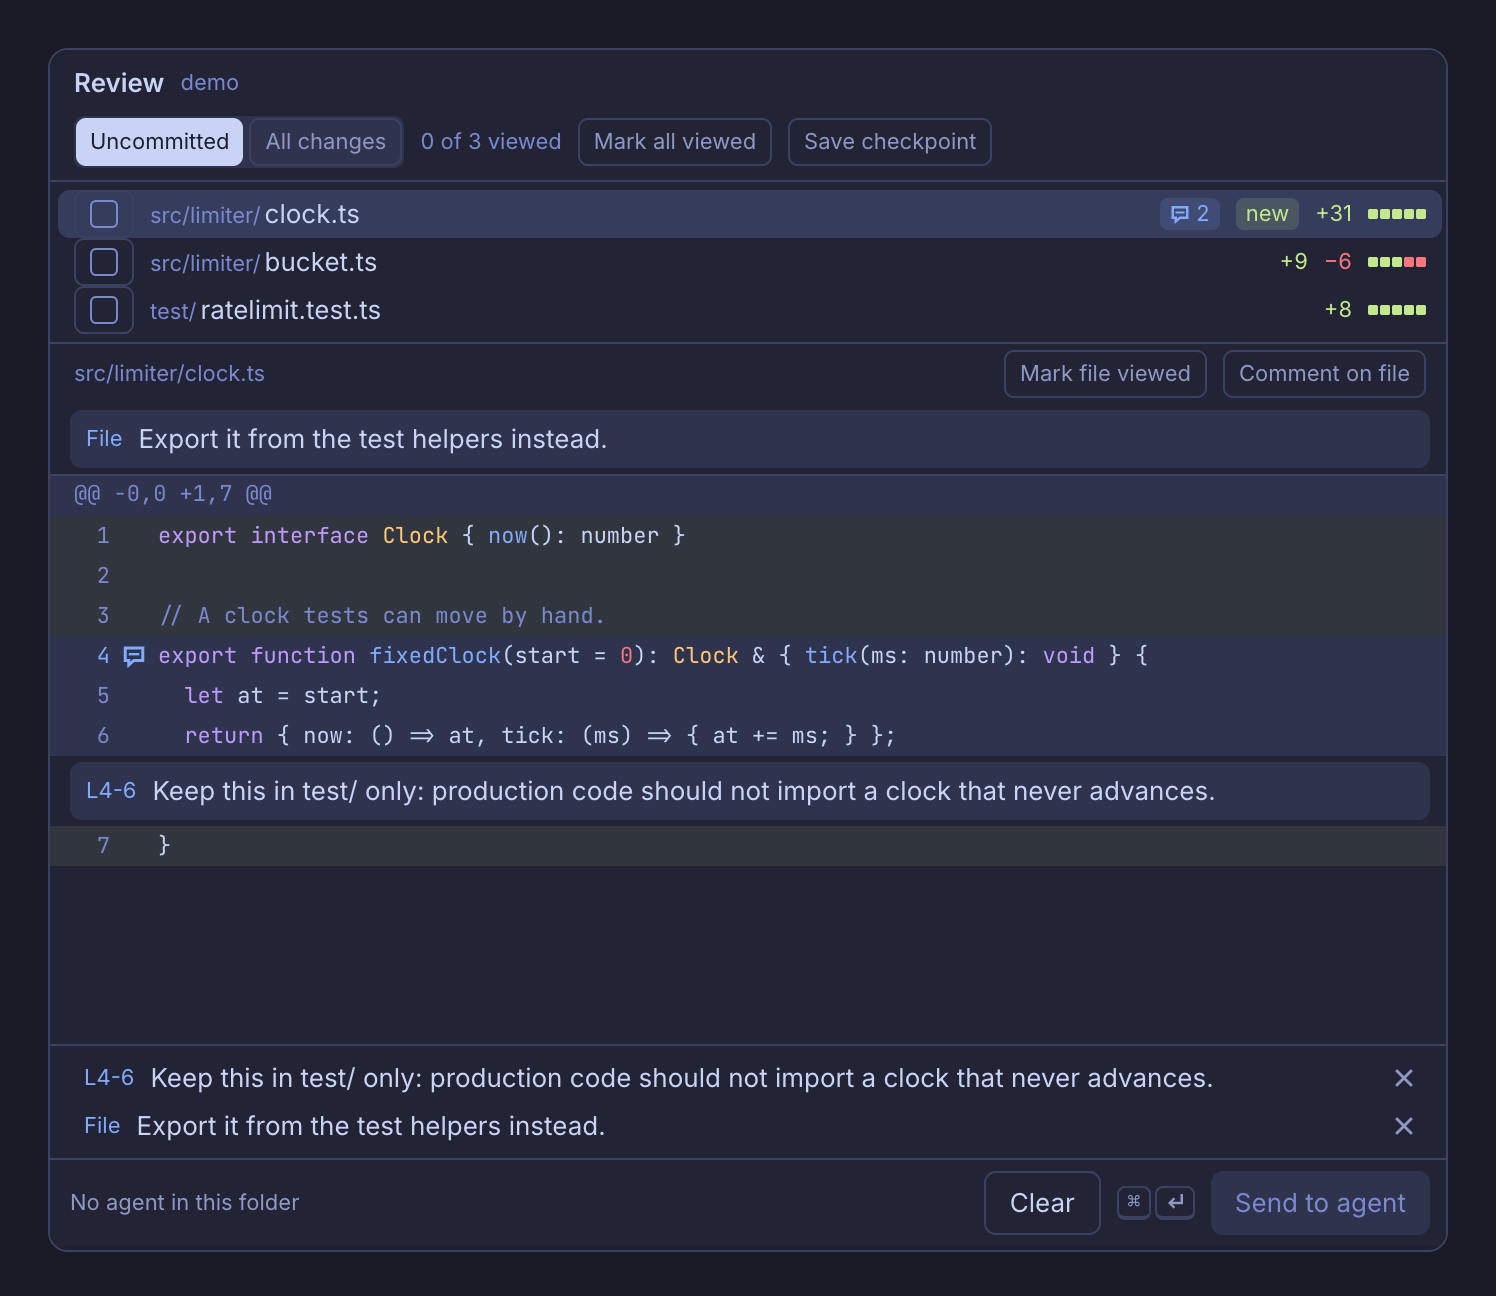 Review demo
Uncommitted All changes 0 of 3 viewed Mark all viewed Save checkpoint
src/limiter/clock.ts 2 new +31
src/limiter/bucket.ts +9 −6
test/ratelimit.test.ts +8
src/limiter/clock.ts Mark file viewed Comment on file
File Export it from the test helpers instead.
@@ -0,0 +1,7 @@
1 export interface Clock { now(): number }
2
3 // A clock tests can move by hand.
4 export function fixedClock(start = 0): Clock & { tick(ms: number): void } {
5 let at = start;
6 return { now: () => at, tick: (ms) => { at += ms; } };
L4-6 Keep this in test/ only: production code should not import a clock that never advances.
7 }
L4-6 Keep this in test/ only: production code should not import a clock that never advances.
File Export it from the test helpers instead.
No agent in this folder Clear ⌘ ↵ Send to agent